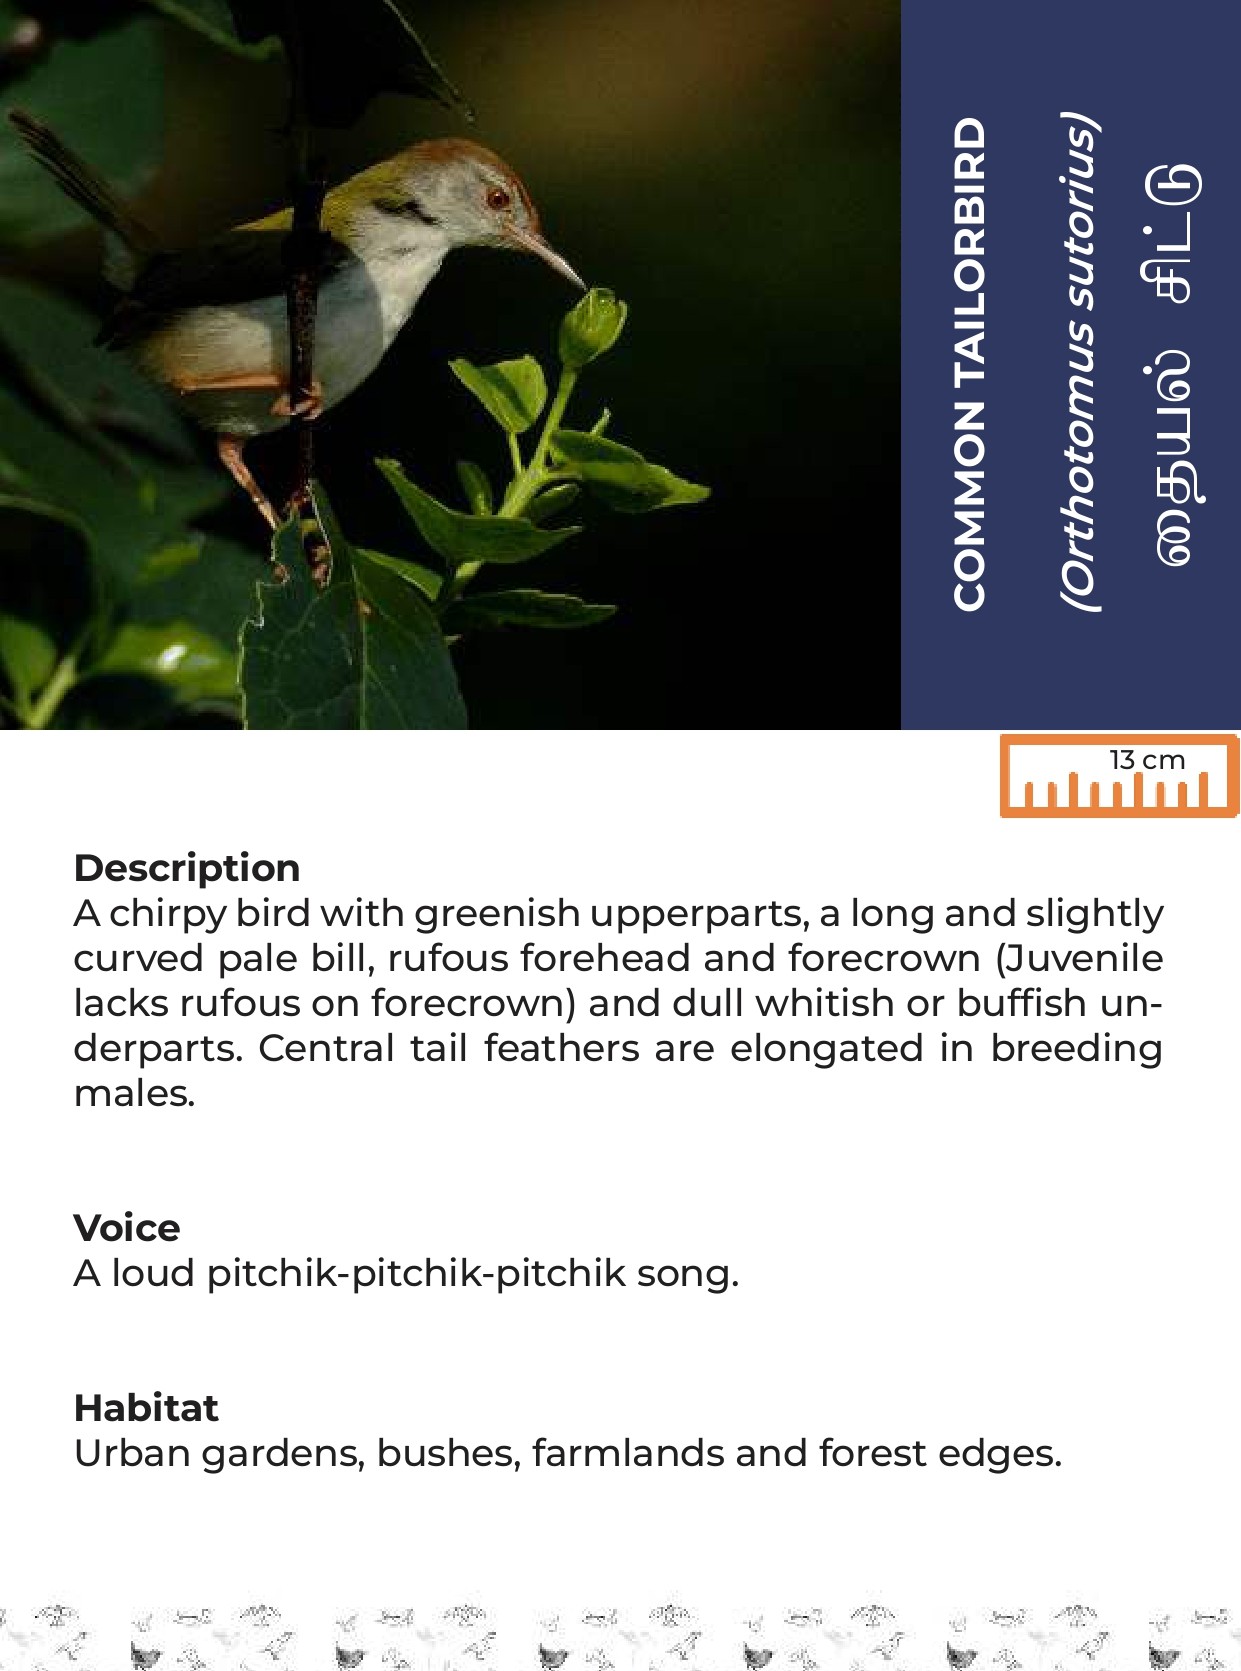 COMMON TAILORBIRD
(Orthotomus sutorius)
தையல் சிட்டு
13 cm
Description
A chirpy bird with greenish upperparts, a long and slightly
curved pale bill, rufous forehead and forecrown (Juvenile
lacks rufous on forecrown) and dull whitish or buffish un-
derparts. Central tail feathers are elongated in breeding
males.
Voice
A loud pitchik-pitchik-pitchik song.
Habitat
Urban gardens, bushes, farmlands and forest edges.